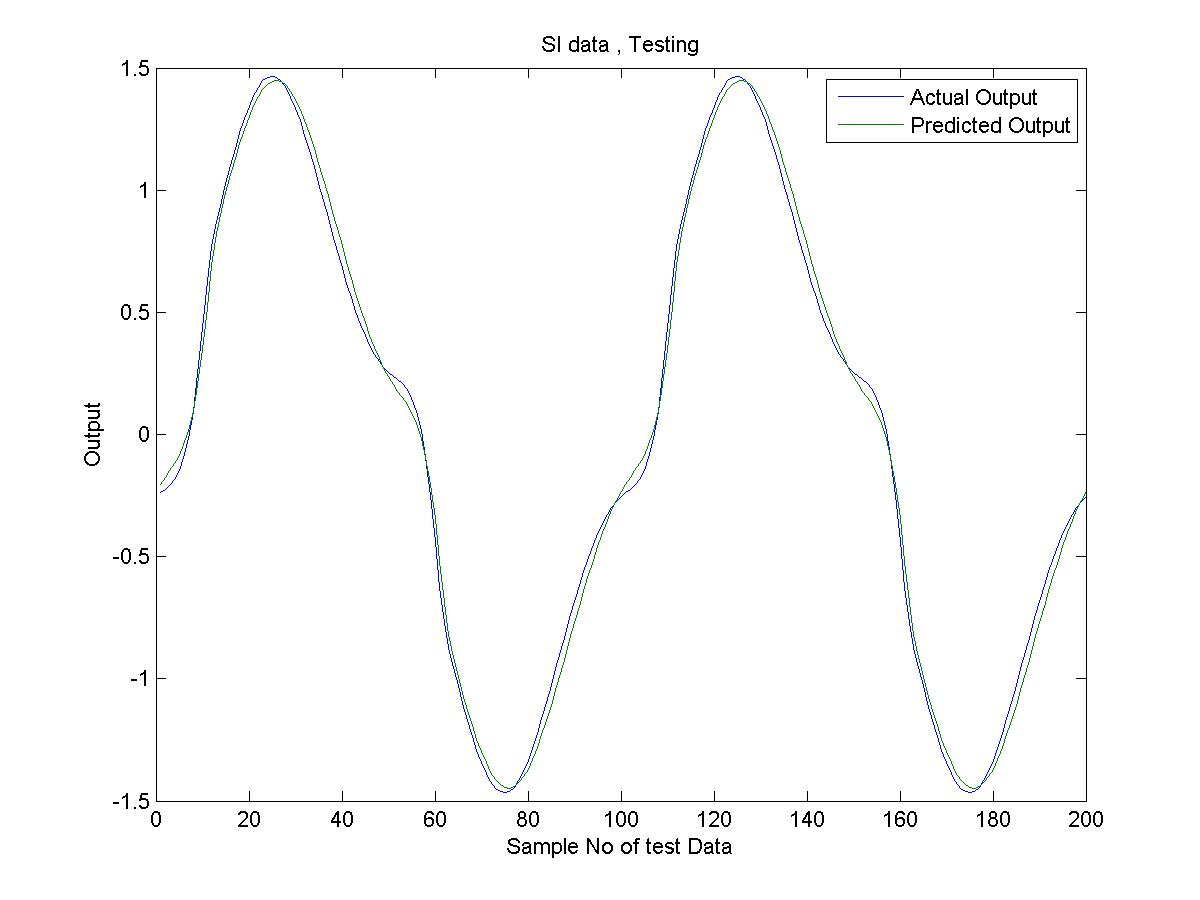 SI data , Testing
Actual Output
Predicted Output
1.5
1
0.5
0
-0.5
-1
-1.5
Output
0 20 40 60 80 100 120 140 160 180 200
Sample No of test Data